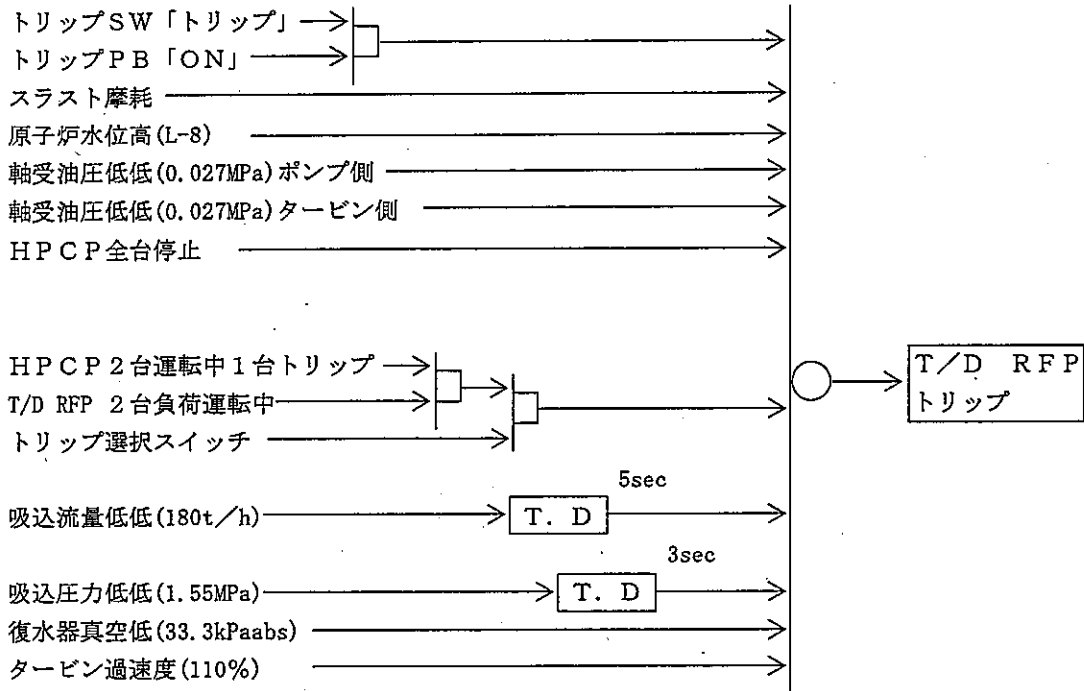 トリップSW「トリップ」
トリップPB「ON」
スラスト摩耗
原子炉水位高(L-8)
軸受油圧低低(0.027MPa)ポンプ側
軸受油圧低低(0.027MPa)タービン側
HPCP全台停止
HPCP2台運転中1台トリップ
T/D RFP 2台負荷運転中
トリップ選択スイッチ
T/D RFP
トリップ
5sec
吸込流量低低(180t/h)
T. D
3sec
吸込圧力低低(1.55MPa)
T. D
復水器真空低(33.3kPaabs)
タービン過速度(110%)